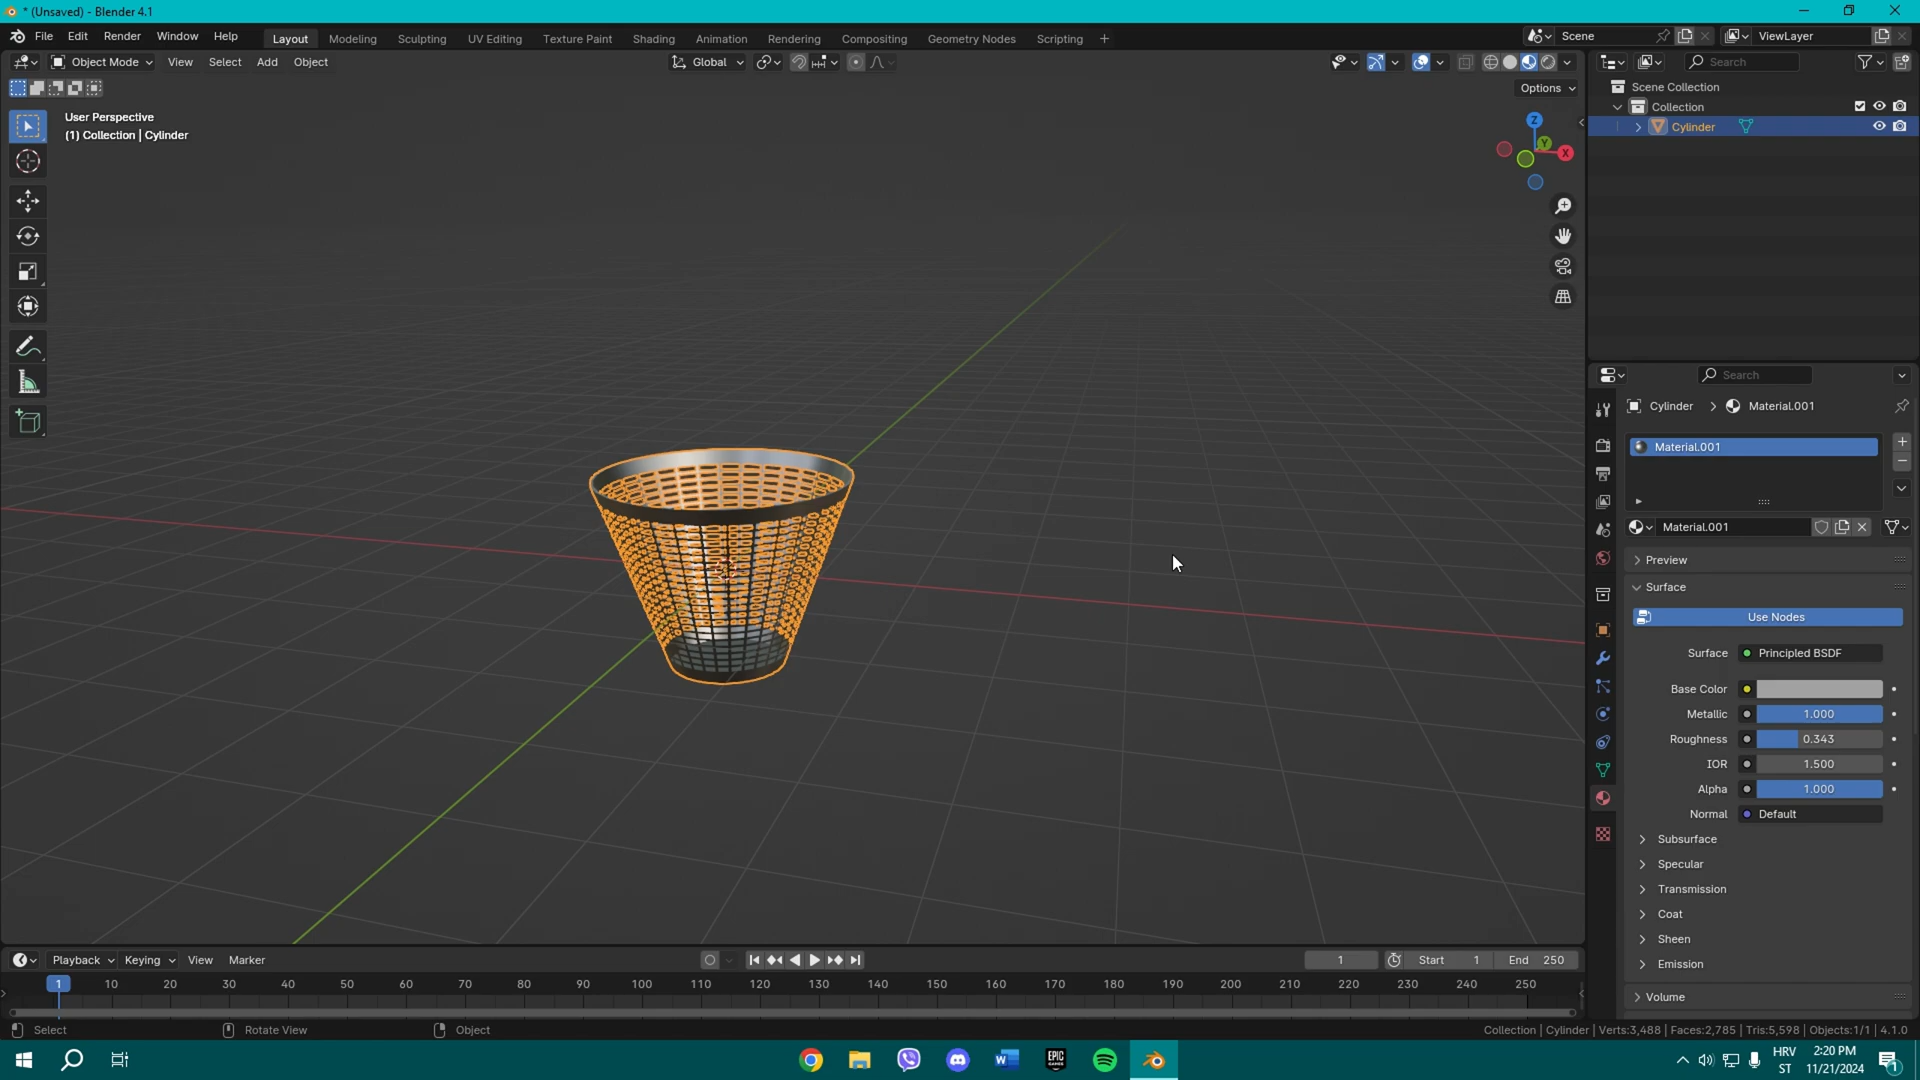 * (Unsaved) - Blender 4.1
File Edit Render Window Help Layout Modeling Sculpting UV Editing Texture Paint Shading Animation Rendering Compositing Geometry Nodes Scripting + Scene ViewLayer
Object Mode View Select Add Object Global Search
Options
User Perspective
(1) Collection | Cylinder
Z
Y
X
Scene Collection
Collection
Cylinder
Search
Cylinder > Material.001
Material.001
Material.001
Preview
Surface
Use Nodes
Surface Principled BSDF
Base Color
Metallic 1.000
Roughness 0.343
IOR 1.500
Alpha 1.000
Normal Default
Subsurface
Specular
Transmission
Coat
Sheen
Emission
Volume
Playback Keying View Marker 1 Start 1 End 250
1 10 20 30 40 50 60 70 80 90 100 110 120 130 140 150 160 170 180 190 200 210 220 230 240 250
Select Rotate View Object Collection | Cylinder | Verts:3,488 | Faces:2,785 | Tris:5,598 | Objects:1/1 | 4.1.0
EPIC GAMES
HRV 2:20 PM
ST 11/21/2024 1